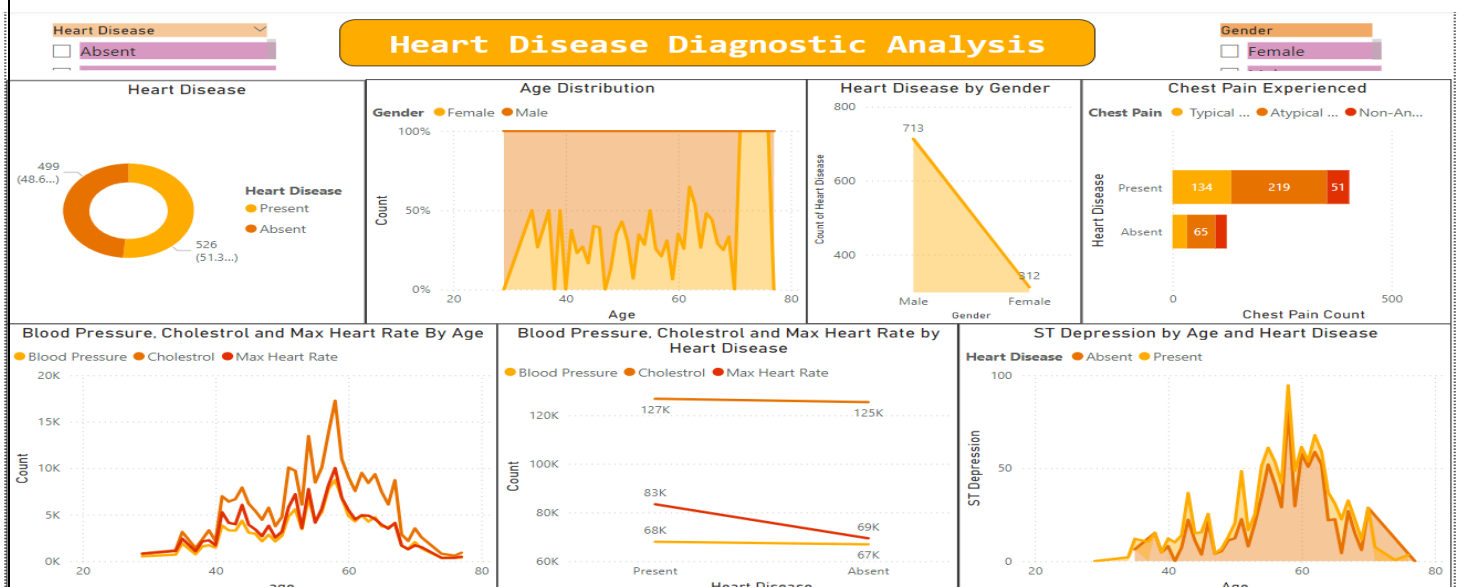 Heart Disease
Absent
Heart Disease Diagnostic Analysis
Gender
Female
Heart Disease
499
(48.6...)
Heart Disease
Present
Absent
526
(51.3...)
Age Distribution
Gender Female Male
100%
50%
0%
Count
20 40 60 80
Age
Heart Disease by Gender
800
713
600
400
312
Count of Heart Disease
Male Female
Gender
Chest Pain Experienced
Chest Pain Typical ... Atypical ... Non-An...
Heart Disease
Present 134 219 51
Absent 65
0 500
Chest Pain Count
Blood Pressure, Cholestrol and Max Heart Rate By Age
Blood Pressure Cholestrol Max Heart Rate
20K
15K
10K
5K
0K
Count
20 40 60 80
age
Blood Pressure, Cholestrol and Max Heart Rate by
Heart Disease
Blood Pressure Cholestrol Max Heart Rate
120K
100K
80K
60K
Count
127K 125K
83K 69K
68K 67K
Present Absent
Heart Disease
ST Depression by Age and Heart Disease
Heart Disease Absent Present
100
50
0
ST Depression
20 40 60 80
Age